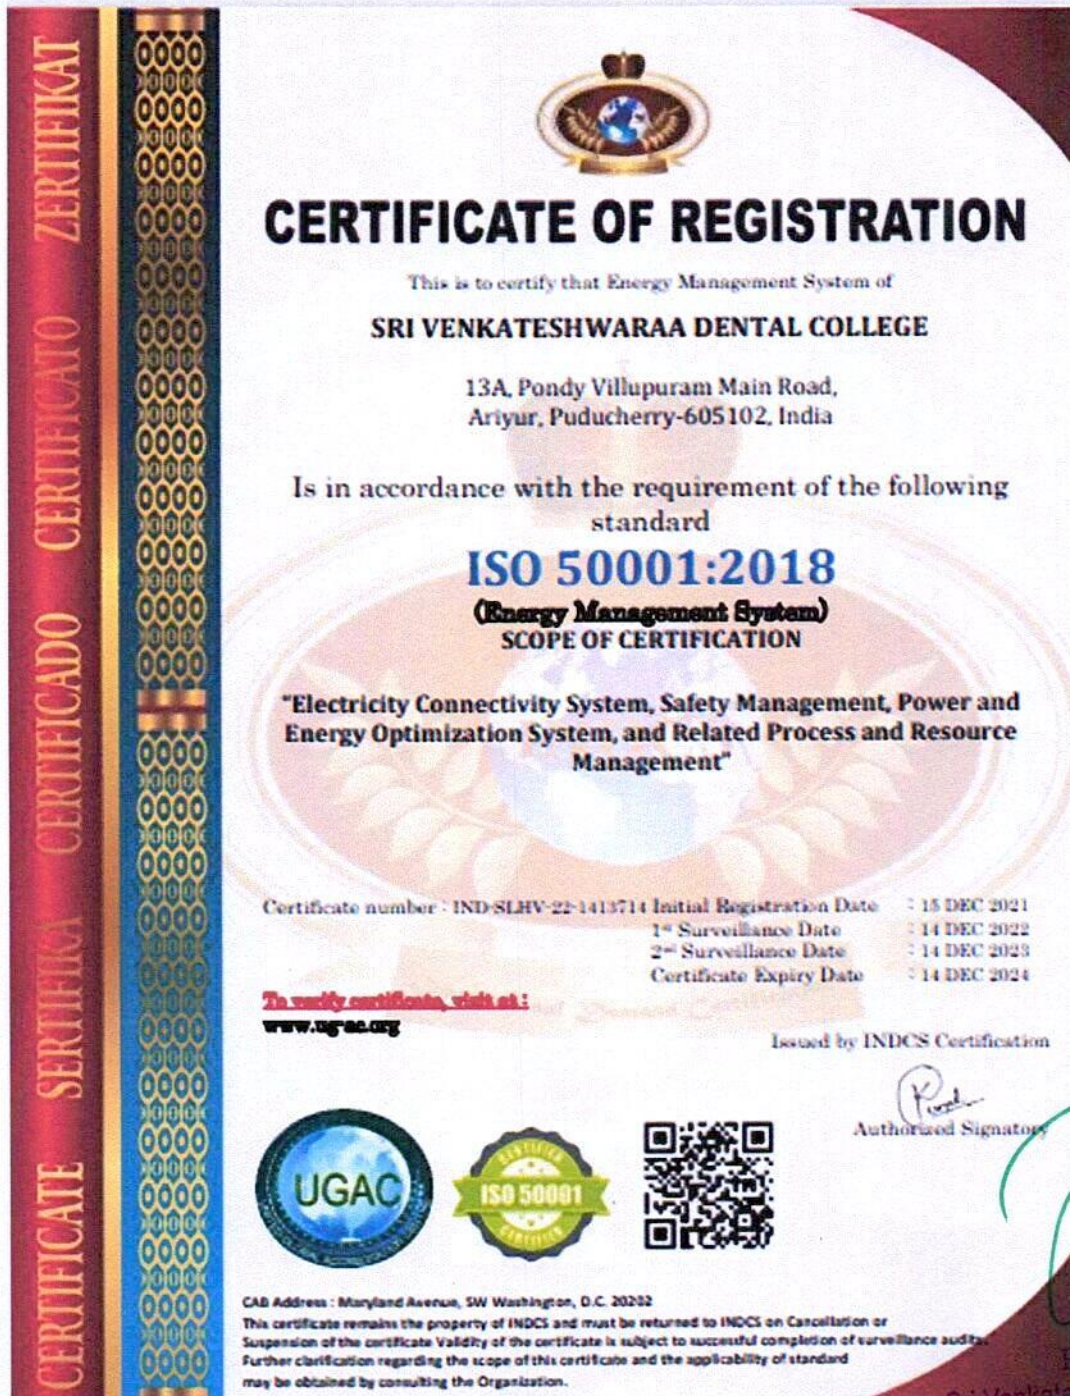 CERTIFICATE SERTIFIKA CERTIFICADO CERTIFICATO ZERTIFIKAT
CERTIFICATE OF REGISTRATION
This is to certify that Energy Management System of
SRI VENKATESHWARAA DENTAL COLLEGE
13A, Pondy Villupuram Main Road,
Ariyur, Puducherry-605102, India
Is in accordance with the requirement of the following
standard
ISO 50001:2018
(Energy Management System)
SCOPE OF CERTIFICATION
"Electricity Connectivity System, Safety Management, Power and
Energy Optimization System, and Related Process and Resource
Management"
Certificate number : IND-SLHV-22-1413714 Initial Registration Date : 15 DEC 2021
1st Surveillance Date : 14 DEC 2022
2nd Surveillance Date : 14 DEC 2023
Certificate Expiry Date : 14 DEC 2024
To verify certificate, visit at :
www.ug-ac.org
Issued by INDCS Certification
Authorized Signatory
UGAC
CERTIFIED
ISO 50001
CERTIFIED
CAB Address : Maryland Avenue, SW Washington, D.C. 20202
This certificate remains the property of INDCS and must be returned to INDCS on Cancellation or
Suspension of the certificate Validity of the certificate is subject to successful completion of surveillance audits."
Further clarification regarding the scope of this certificate and the applicability of standard
may be obtained by consulting the Organization.